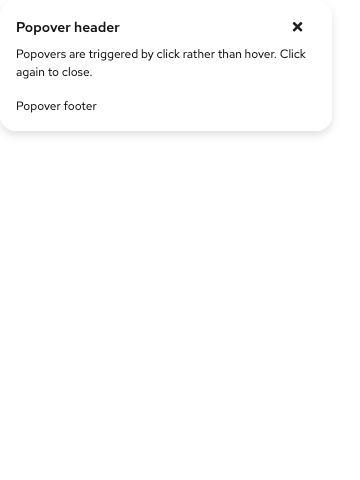 Popover header
Popovers are triggered by click rather than hover. Click
again to close.
Popover footer